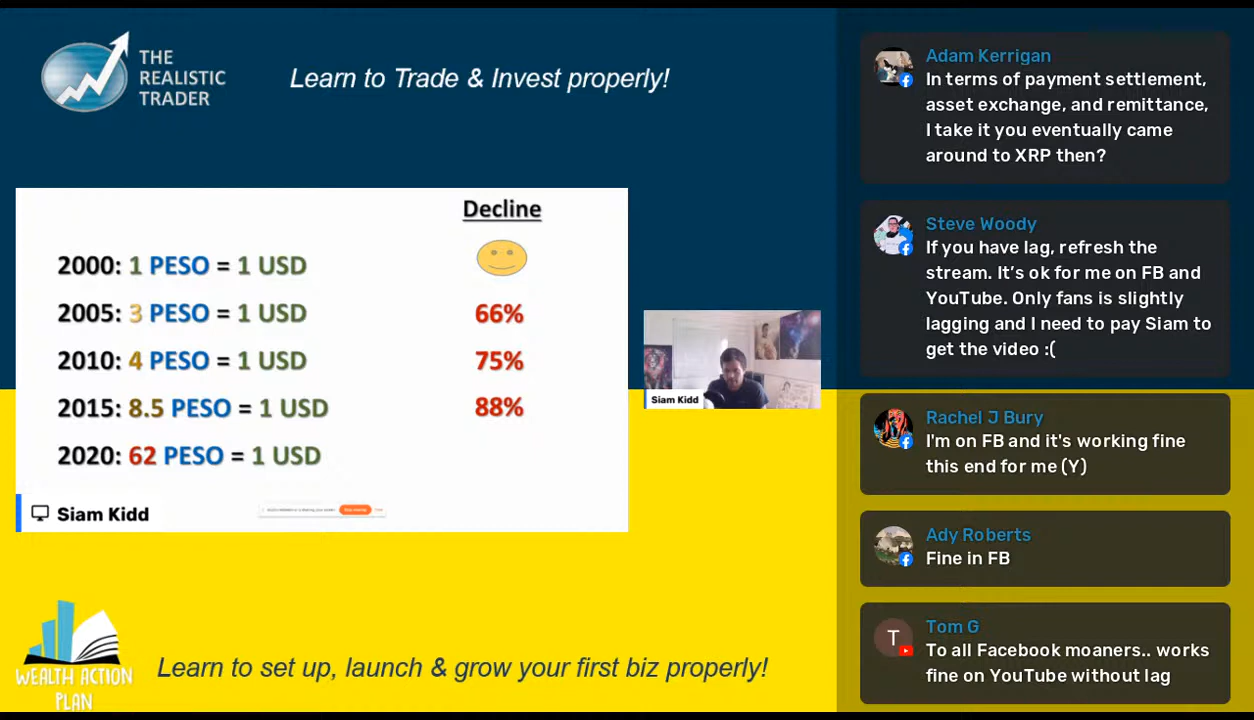 THE
REALISTIC
TRADER
Learn to Trade & Invest properly!
Decline
2000: 1 PESO = 1 USD
2005: 3 PESO = 1 USD
66%
2010: 4 PESO = 1 USD
75%
2015: 8.5 PESO = 1 USD
88%
2020: 62 PESO = 1 USD
Siam Kidd
Siam Kidd
WEALTH ACTION
PLAN
Learn to set up, launch & grow your first biz properly!
Adam Kerrigan
In terms of payment settlement,
asset exchange, and remittance,
I take it you eventually came
around to XRP then?
Steve Woody
If you have lag, refresh the
stream. It’s ok for me on FB and
YouTube. Only fans is slightly
lagging and I need to pay Siam to
get the video :(
Rachel J Bury
I'm on FB and it's working fine
this end for me (Y)
Ady Roberts
Fine in FB
T
Tom G
To all Facebook moaners.. works
fine on YouTube without lag